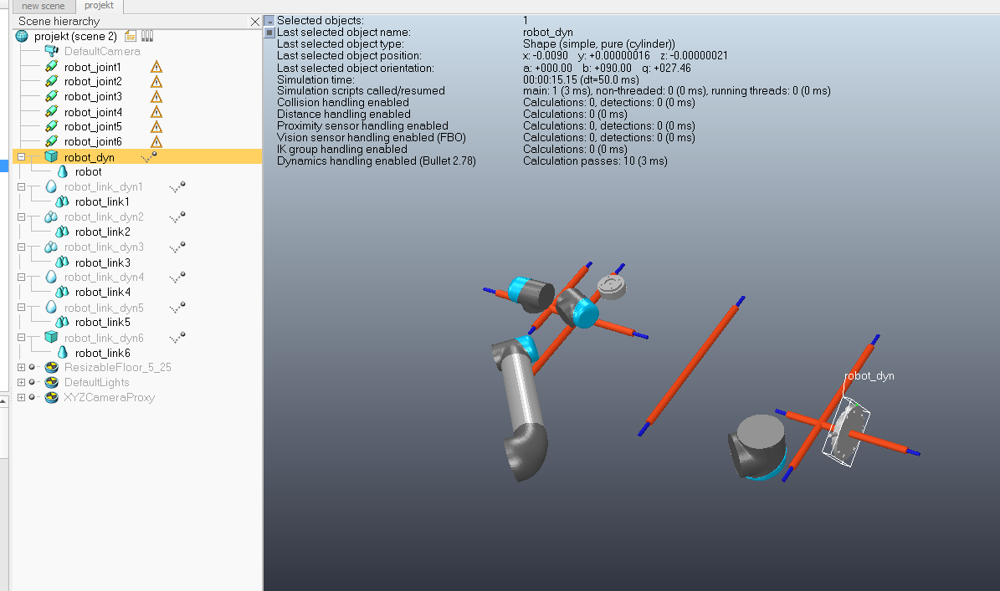 new scene
projekt
Scene hierarchy
projekt (scene 2)
DefaultCamera
robot_joint1
robot_joint2
robot_joint3
robot_joint4
robot_joint5
robot_joint6
robot_dyn
robot
robot_link_dyn1
robot_link1
robot_link_dyn2
robot_link2
robot_link_dyn3
robot_link3
robot_link_dyn4
robot_link4
robot_link_dyn5
robot_link5
robot_link_dyn6
robot_link6
ResizableFloor_5_25
DefaultLights
XYZCameraProxy
Selected objects: 1
Last selected object name: robot_dyn
Last selected object type: Shape (simple, pure (cylinder))
Last selected object position: x: -0.0090 y: +0.00000016 z: -0.00000021
Last selected object orientation: a: +000.00 b: +090.00 q: +027.46
Simulation time: 00:00:15.15 (dt=50.0 ms)
Simulation scripts called/resumed main: 1 (3 ms), non-threaded: 0 (0 ms), running threads: 0 (0 ms)
Collision handling enabled Calculations: 0, detections: 0 (0 ms)
Distance handling enabled Calculations: 0 (0 ms)
Proximity sensor handling enabled Calculations: 0, detections: 0 (0 ms)
Vision sensor handling enabled (FBO) Calculations: 0, detections: 0 (0 ms)
IK group handling enabled Calculations: 0 (0 ms)
Dynamics handling enabled (Bullet 2.78) Calculation passes: 10 (3 ms)
robot_dyn